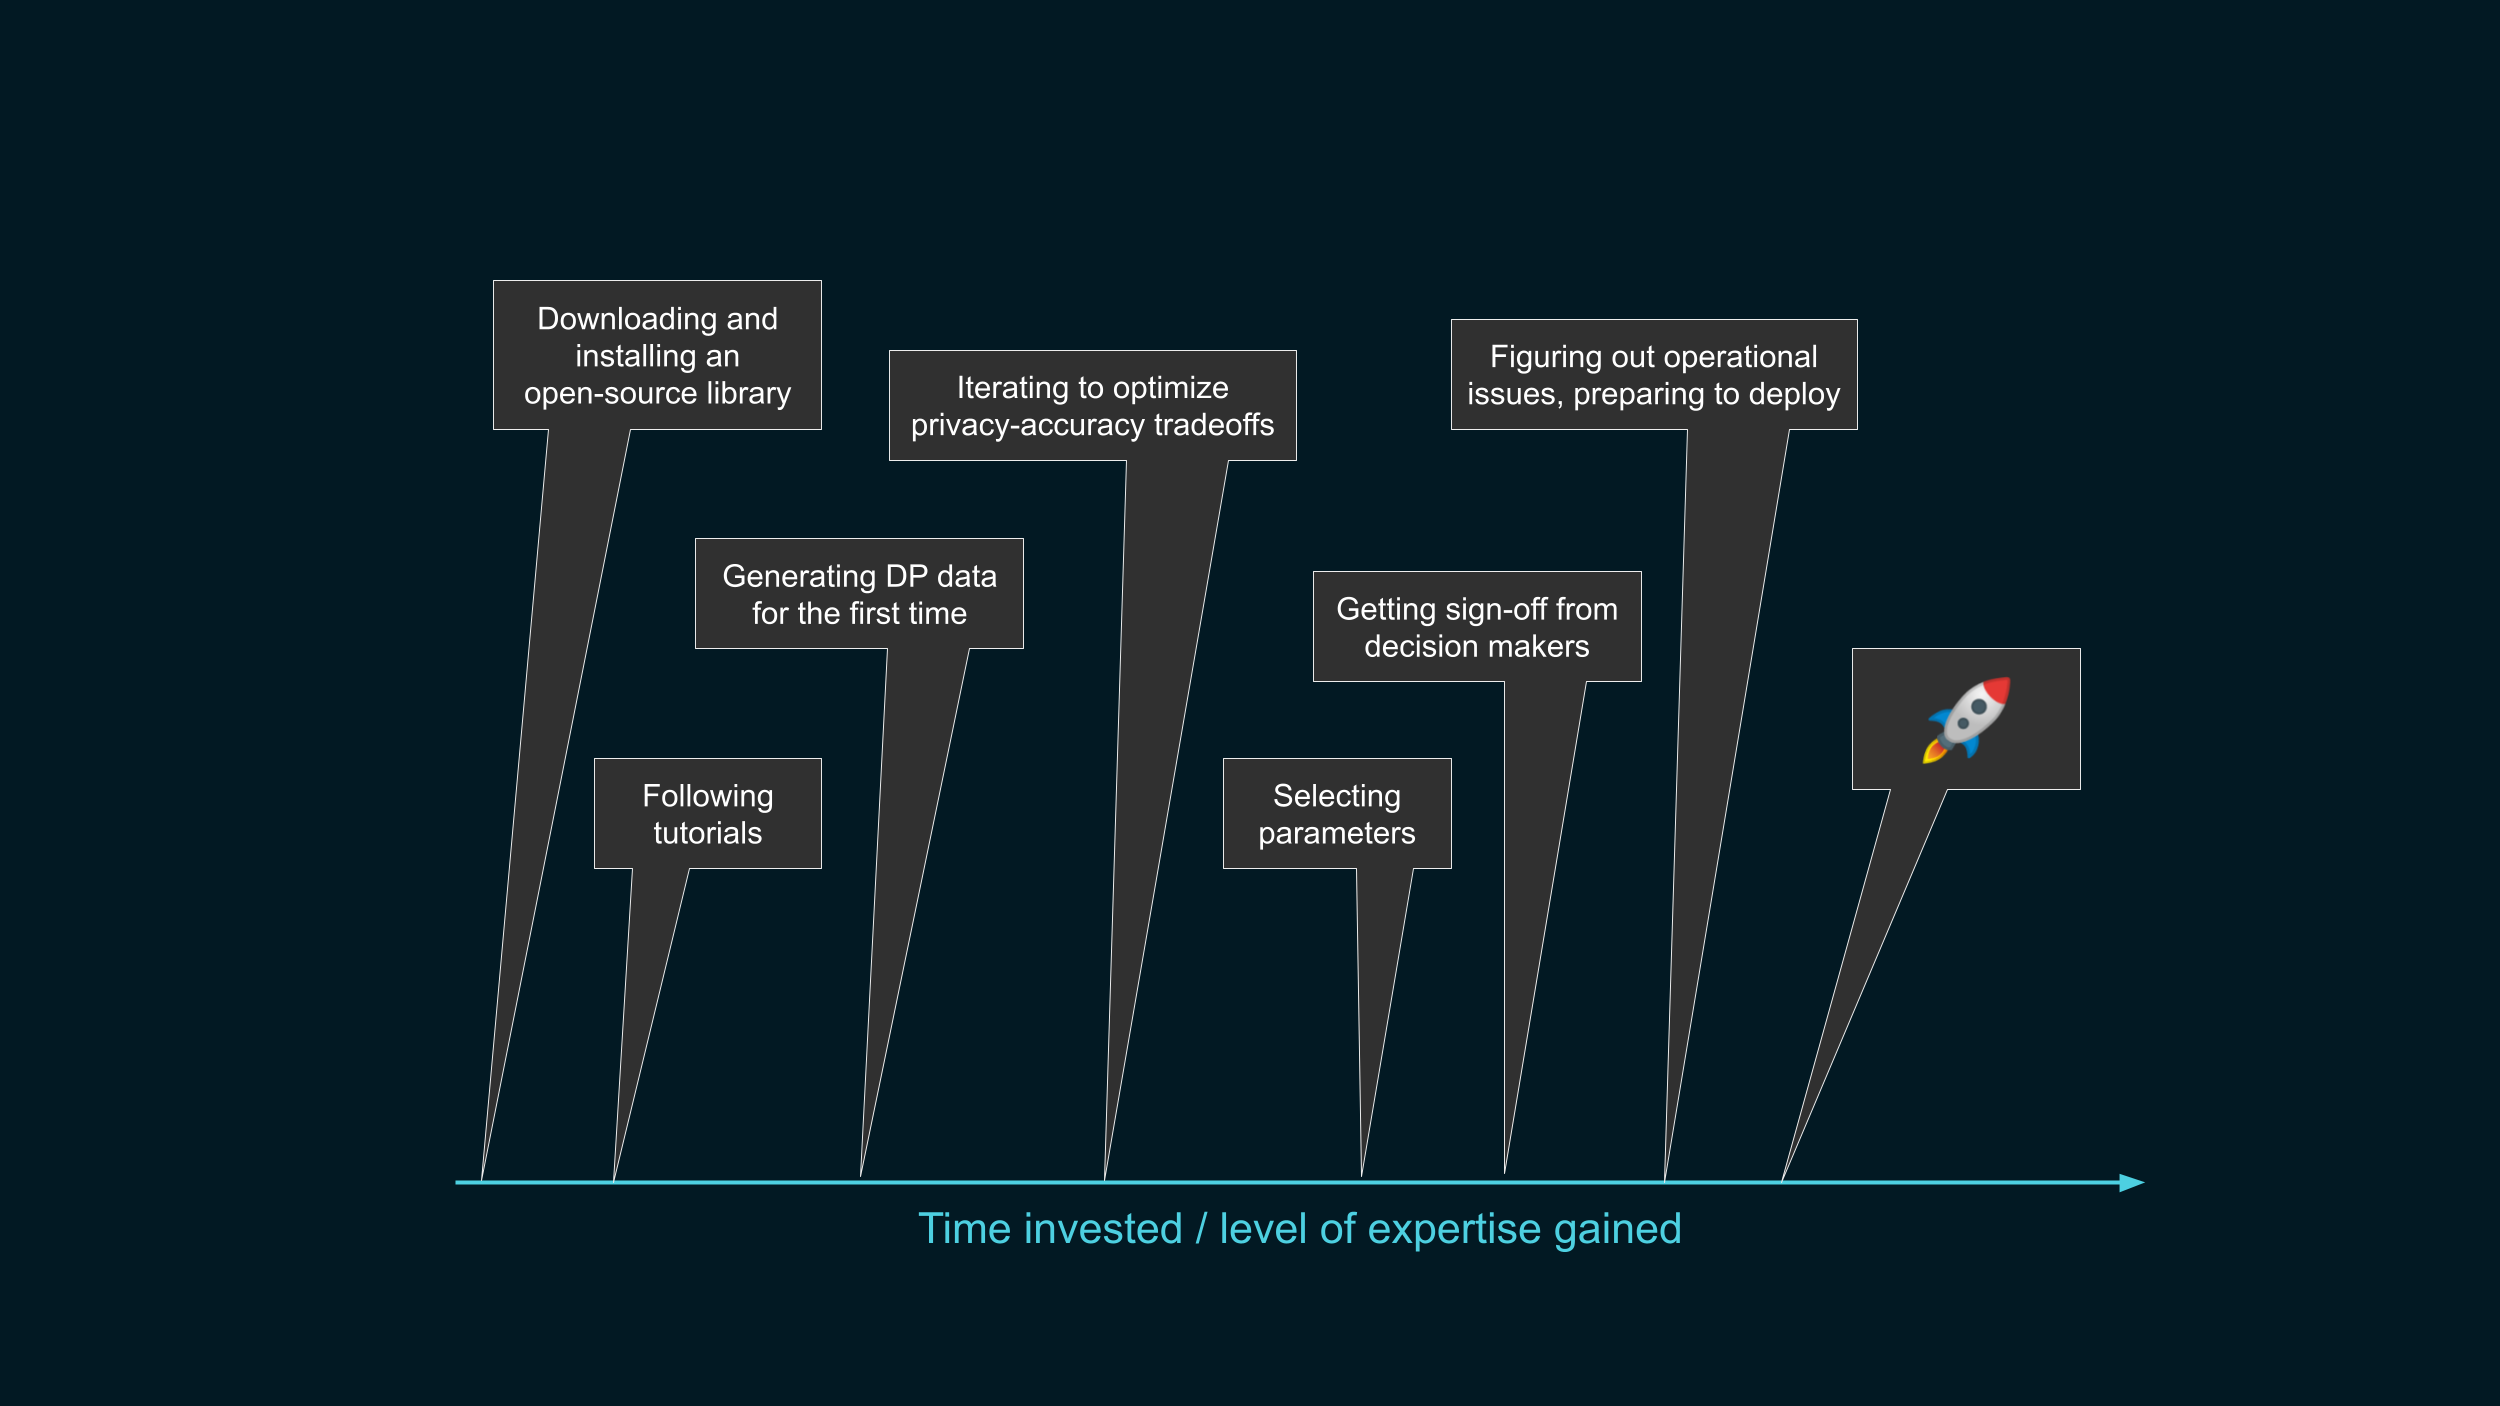 Downloading and
installing an
open-source library
Following
tutorials
Generating DP data
for the first time
Iterating to optimize
privacy-accuracy tradeoffs
Selecting
parameters
Getting sign-off from
decision makers
Figuring out operational
issues, preparing to deploy
Time invested / level of expertise gained